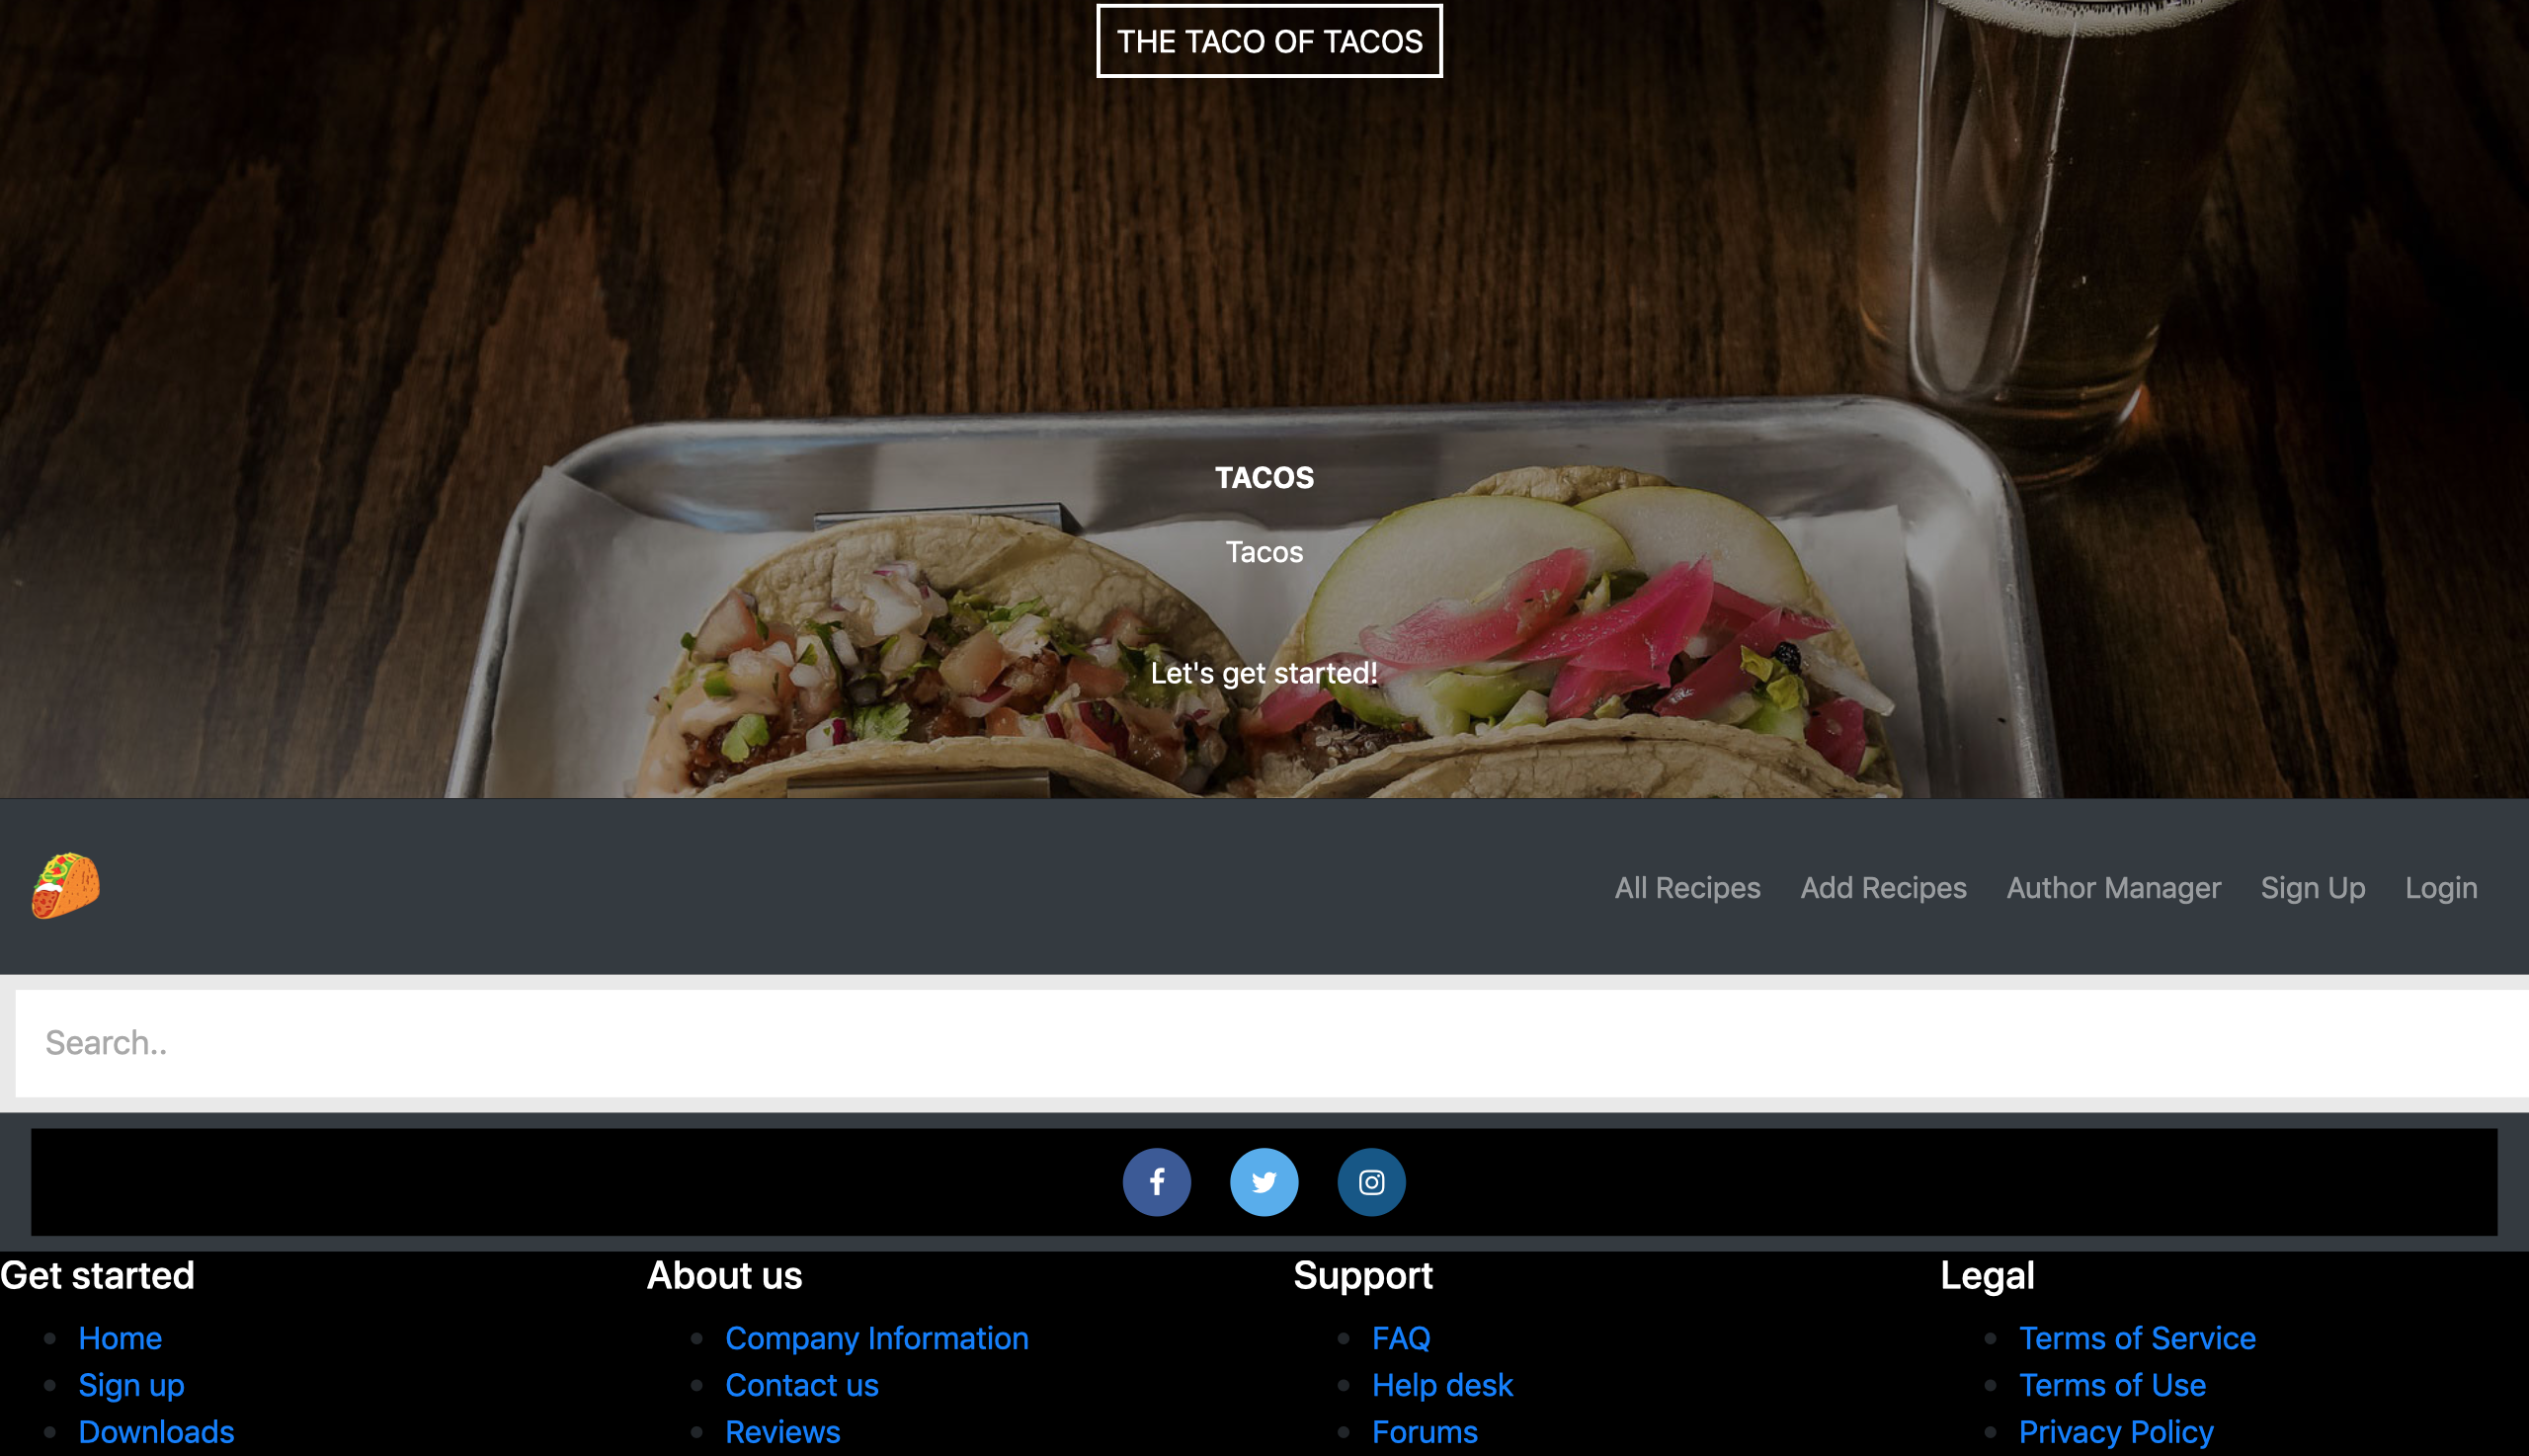 THE TACO OF TACOS
TACOS
Tacos
Let's get started!
All Recipes Add Recipes Author Manager Sign Up Login
Search..
Get started
Home
Sign up
Downloads
About us
Company Information
Contact us
Reviews
Support
FAQ
Help desk
Forums
Legal
Terms of Service
Terms of Use
Privacy Policy